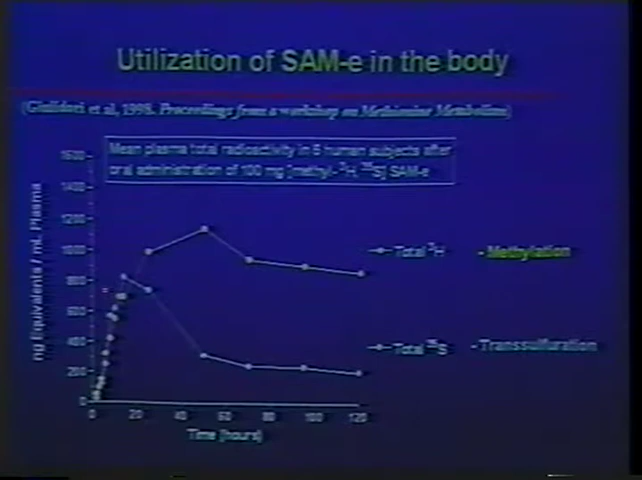 Utilization of SAM-e in the body
et al, 1998. Proceedings from a workshop on Methionine Metabolism)
Mean plasma total radioactivity in 6 human subjects after
oral administration of 100 mg [methyl-³H, ³⁵S] SAM-e
ng Equivalents / mL Plasma
1600
1400
1200
1000
800
600
400
200
0
0 20 40 60 80 100 120
Time (hours)
Total ³H - Methylation
Total ³⁵S - Transsulfuration